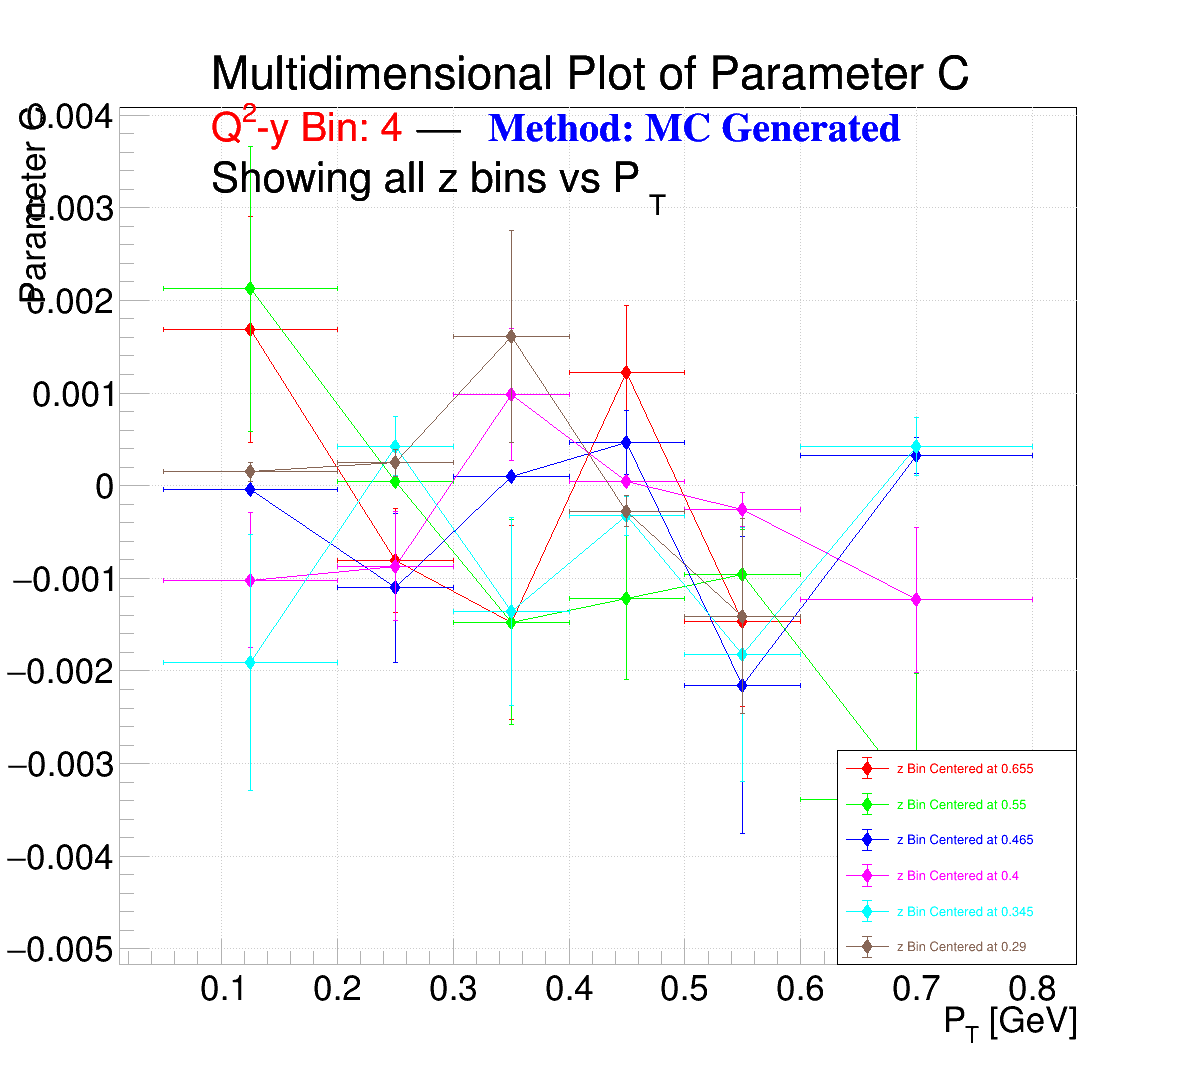 Multidimensional Plot of Parameter C
Q²-y Bin: 4 — Method: MC Generated
Showing all z bins vs P_T
Parameter C
0.004
0.003
0.002
0.001
0
−0.001
−0.002
−0.003
−0.004
−0.005
z Bin Centered at 0.655
z Bin Centered at 0.55
z Bin Centered at 0.465
z Bin Centered at 0.4
z Bin Centered at 0.345
z Bin Centered at 0.29
0.1 0.2 0.3 0.4 0.5 0.6 0.7 0.8
P_T [GeV]